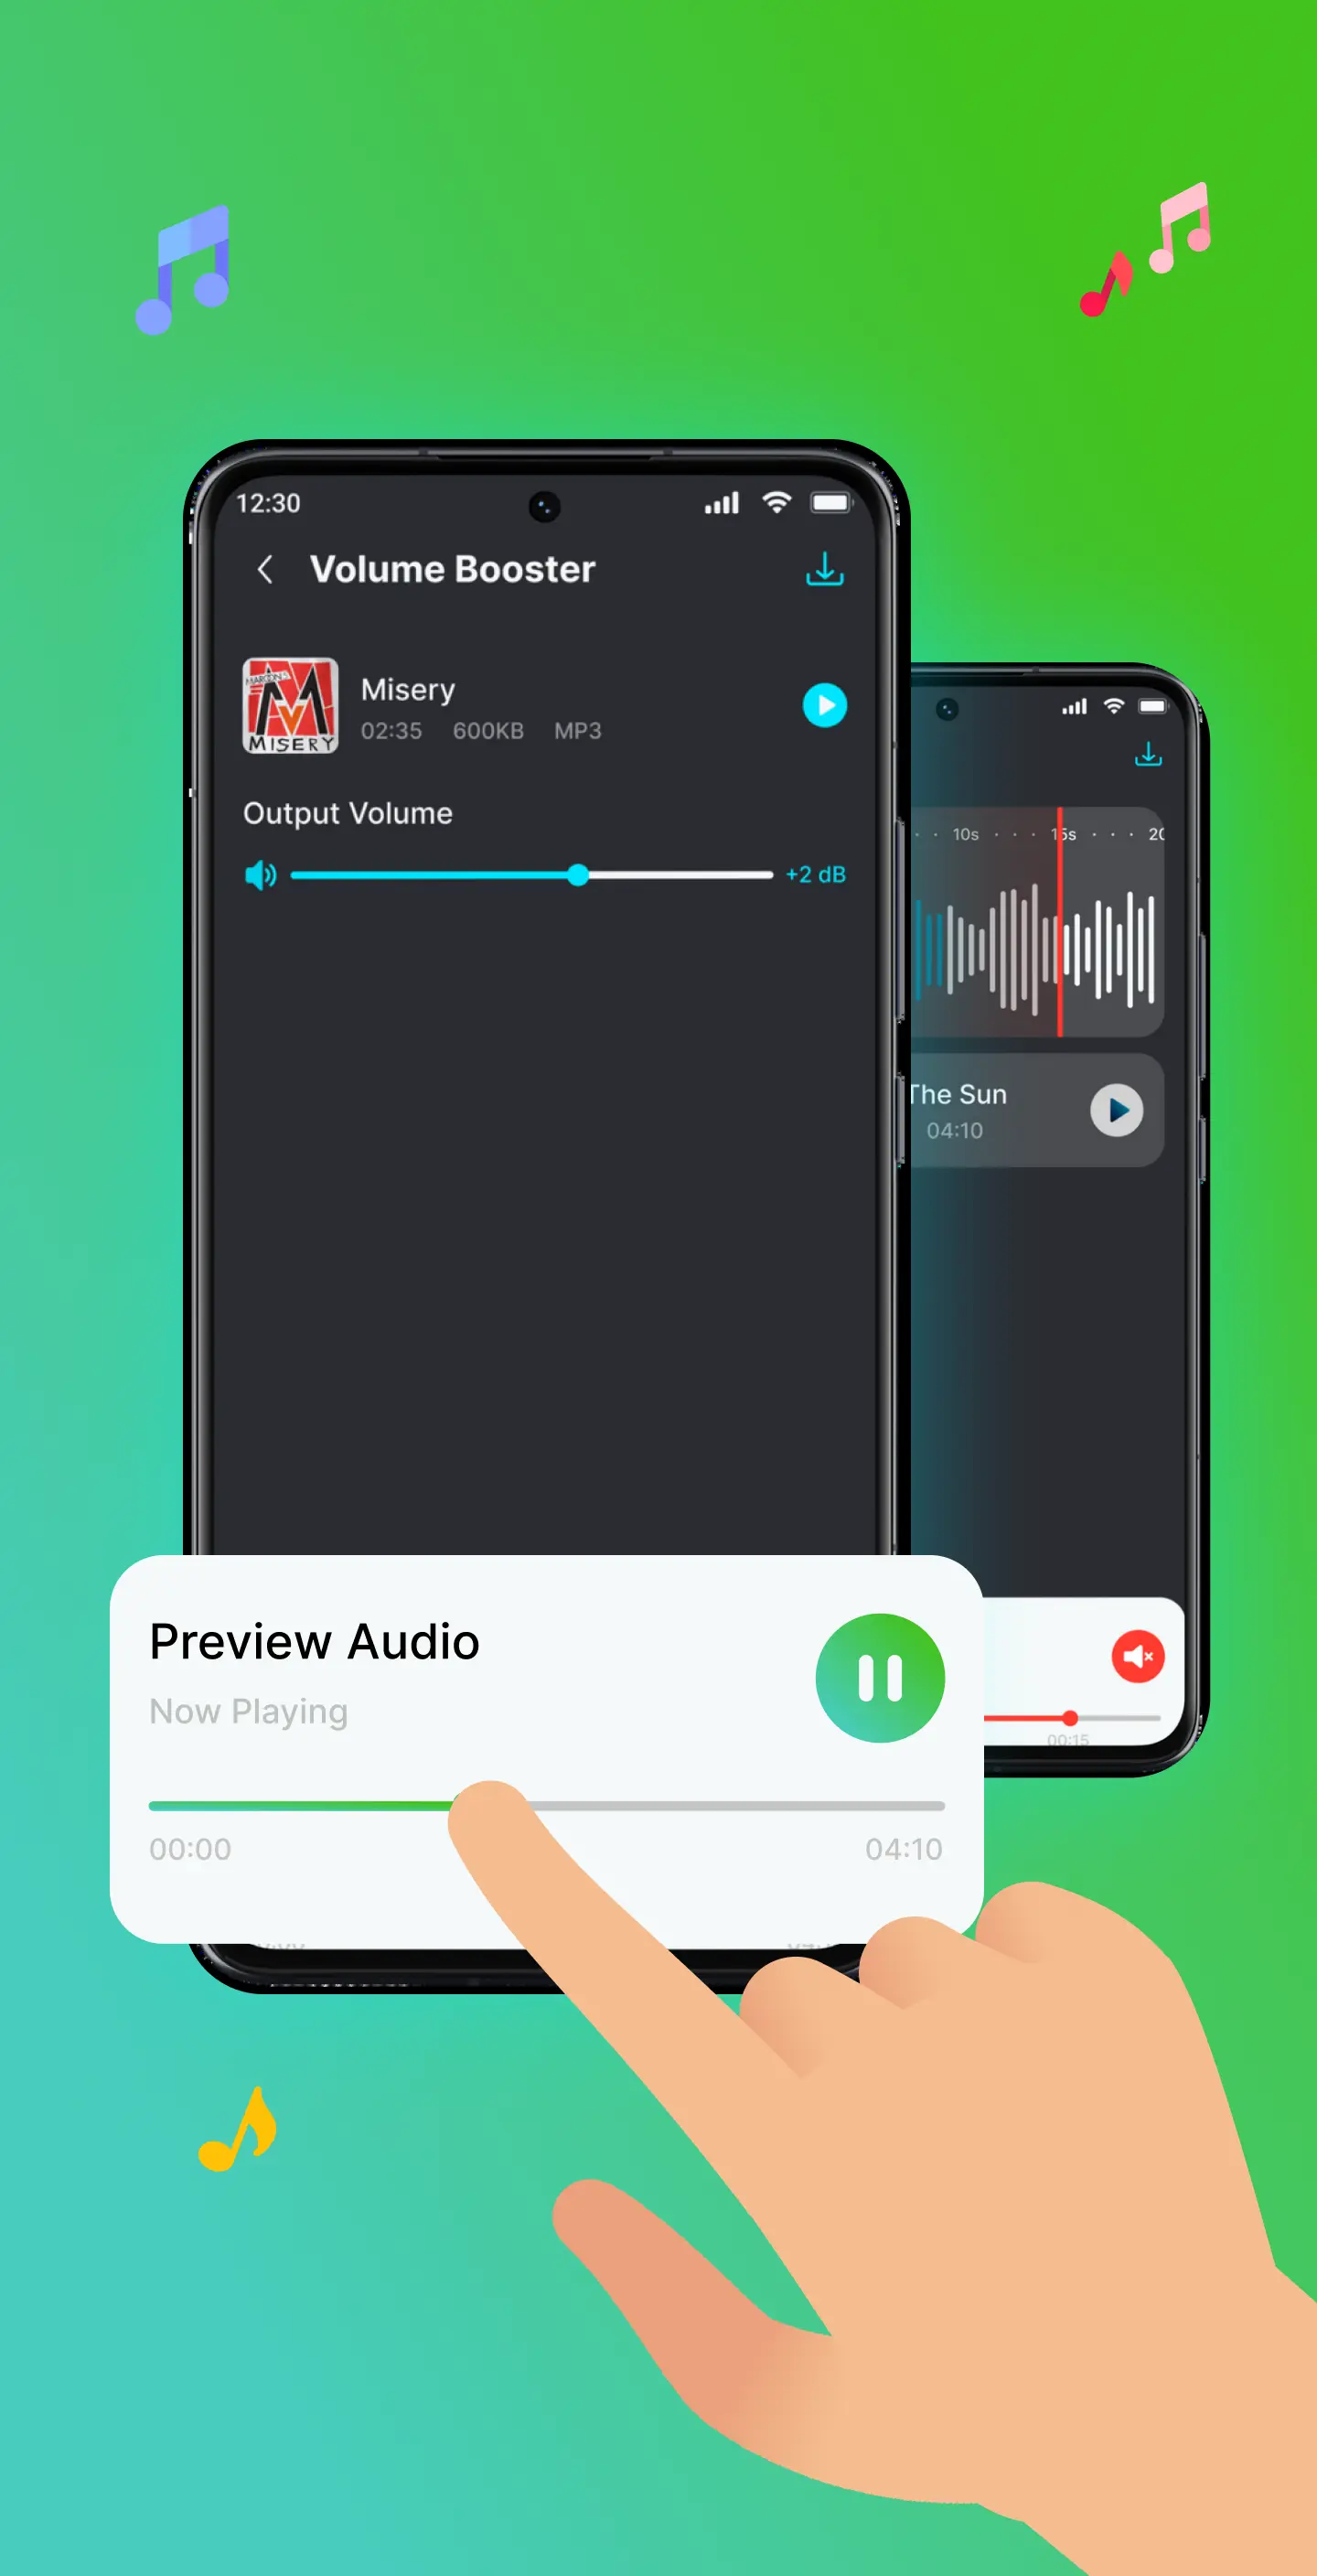 12:30
Volume Booster
MAROON 5
MISERY
Misery
02:35 600KB MP3
Output Volume
+2 dB
10s 15s 20
The Sun
04:10
00:15
Preview Audio
Now Playing
00:00 04:10